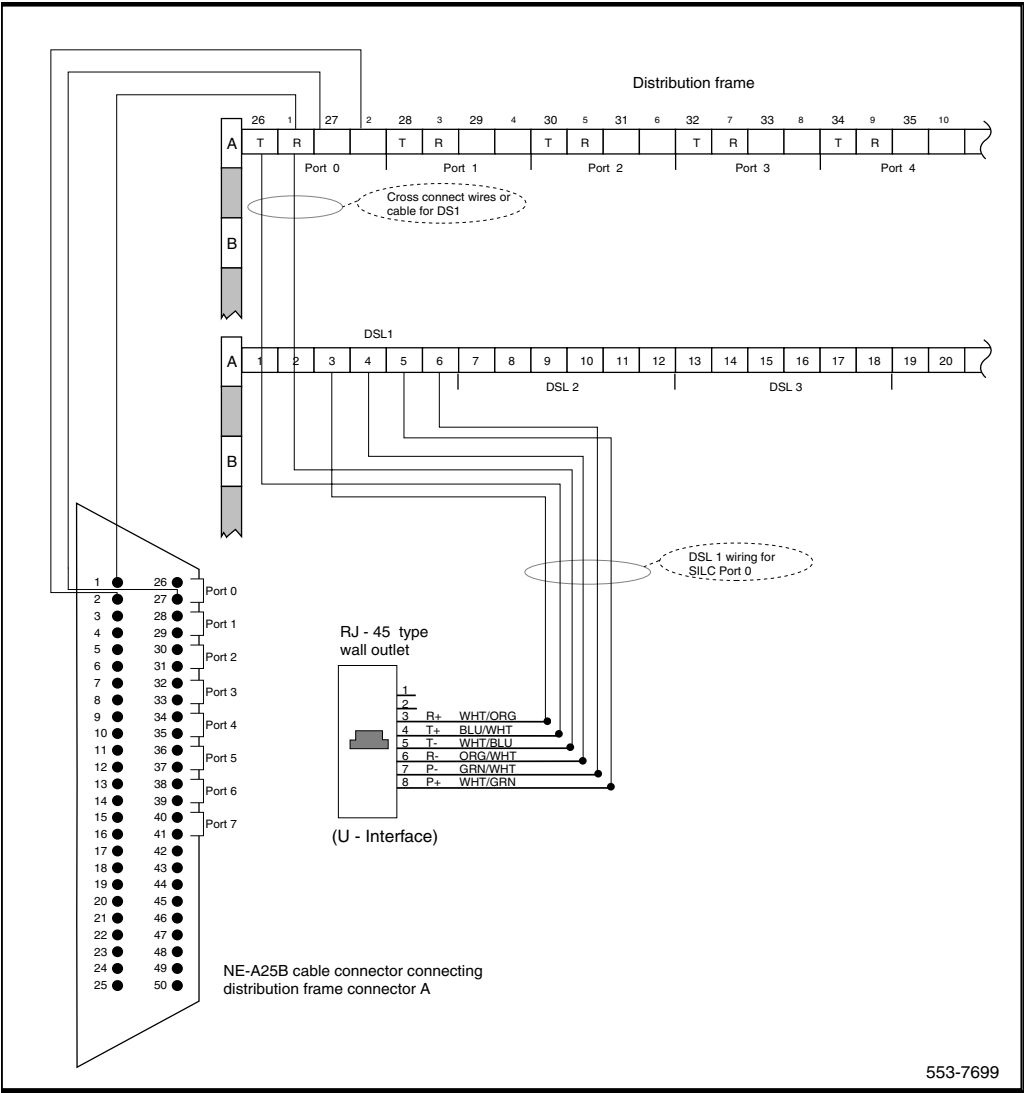 Distribution frame
26 1 27 2 28 3 29 4 30 5 31 6 32 7 33 8 34 9 35 10
A T R T R T R T R T R
Port 0 Port 1 Port 2 Port 3 Port 4
Cross connect wires or
cable for DS1
B
DSL1
A 1 2 3 4 5 6 7 8 9 10 11 12 13 14 15 16 17 18 19 20
DSL 2 DSL 3
B
DSL 1 wiring for
SILC Port 0
1 26
Port 0
2 27
3 28
Port 1
4 29
5 30
Port 2
6 31
7 32
Port 3
8 33
9 34
Port 4
10 35
11 36
Port 5
12 37
13 38
Port 6
14 39
15 40
Port 7
16 41
17 42
18 43
19 44
20 45
21 46
22 47
23 48
24 49
25 50
RJ - 45 type
wall outlet
1
2
3 R+ WHT/ORG
4 T+ BLU/WHT
5 T- WHT/BLU
6 R- ORG/WHT
7 P- GRN/WHT
8 P+ WHT/GRN
(U - Interface)
NE-A25B cable connector connecting
distribution frame connector A
553-7699